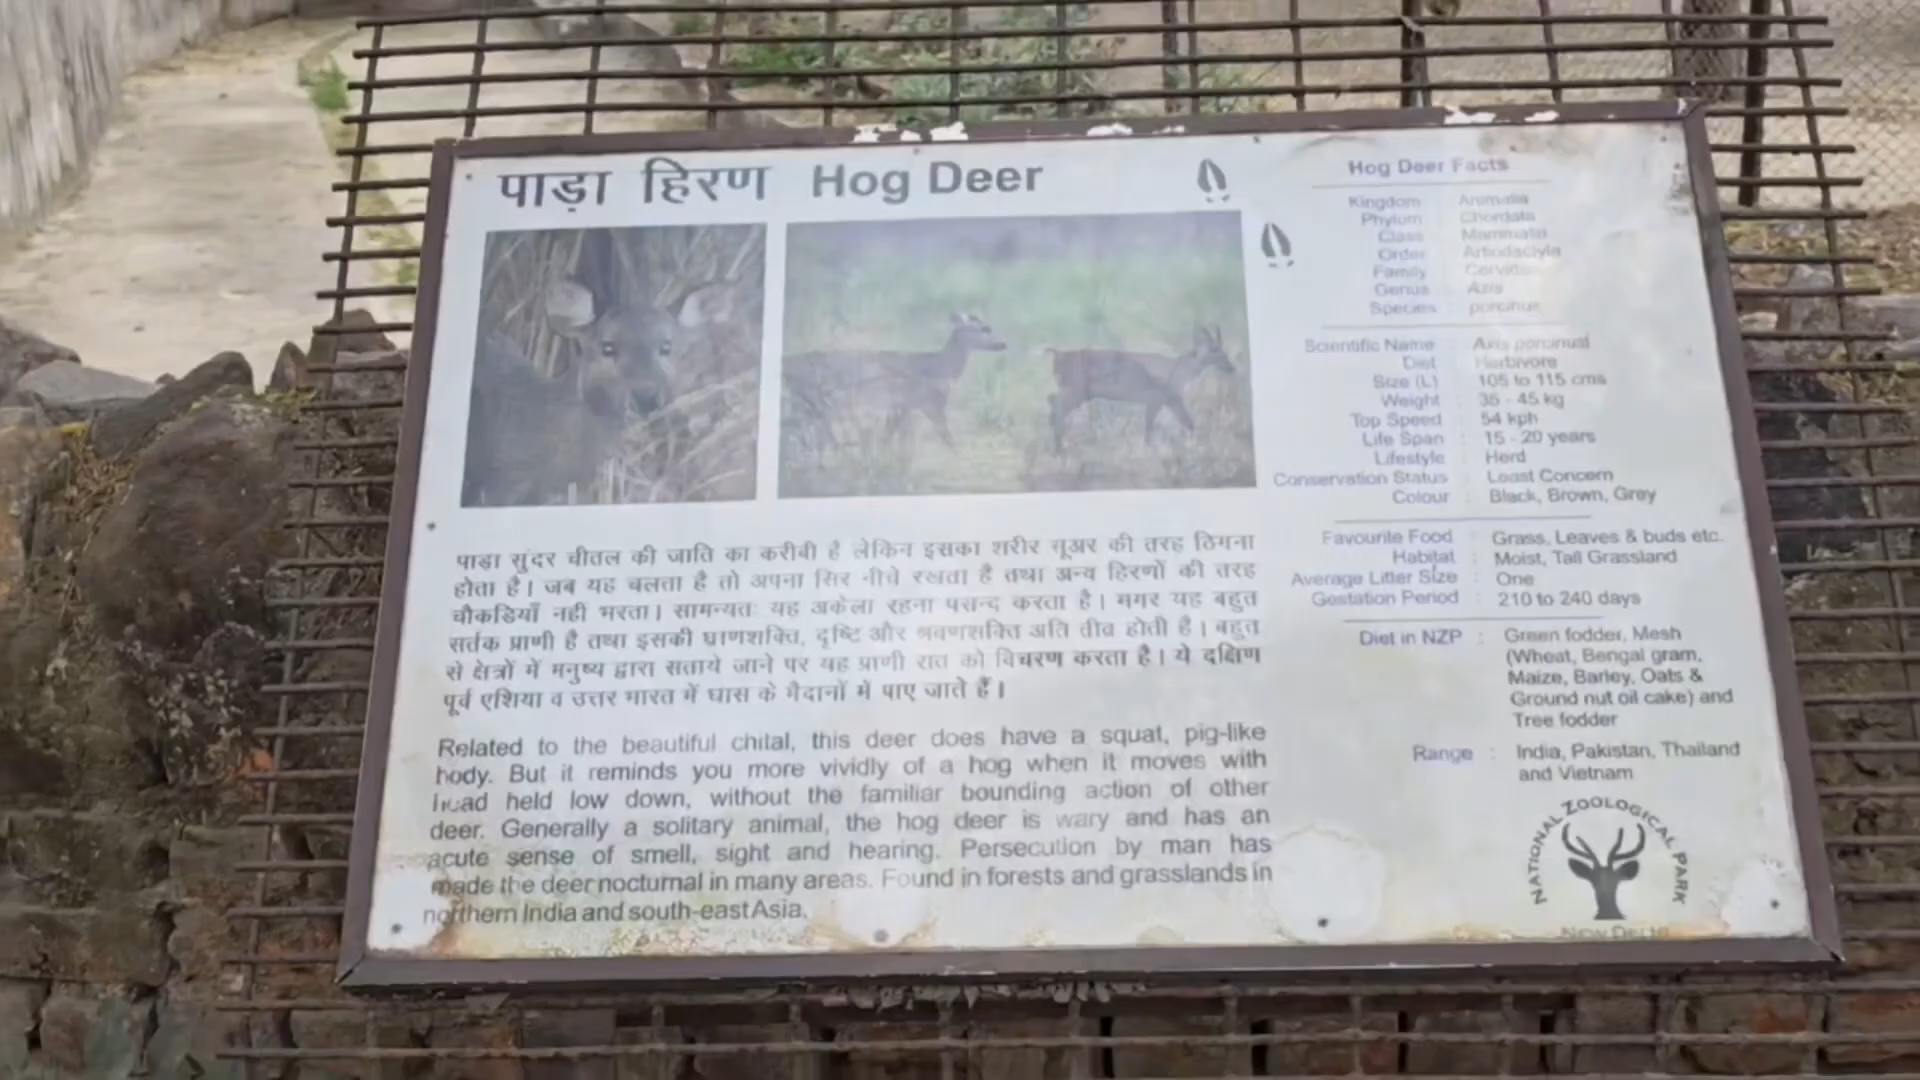 पाड़ा हिरण Hog Deer
पाड़ा सुंदर चीतल की जाति का करीबी है लेकिन इसका शरीर सूअर की तरह ठिगना
होता है। जब यह चलता है तो अपना सिर नीचे रखता है तथा अन्य हिरणों की तरह
चौकडियाँ नही भरता। सामन्यतः यह अकेला रहना पसन्द करता है। मगर यह बहुत
सर्तक प्राणी है तथा इसकी घ्राणशक्ति, दृष्टि और श्रवणशक्ति अति तीव्र होती है। बहुत
से क्षेत्रों में मनुष्य द्वारा सताये जाने पर यह प्राणी रात को विचरण करता है। ये दक्षिण
पूर्व एशिया व उत्तर भारत में घास के मैदानों में पाए जाते हैं।
Related to the beautiful chital, this deer does have a squat, pig-like
body. But it reminds you more vividly of a hog when it moves with
head held low down, without the familiar bounding action of other
deer. Generally a solitary animal, the hog deer is wary and has an
acute sense of smell, sight and hearing. Persecution by man has
made the deer nocturnal in many areas. Found in forests and grasslands in
northern India and south-east Asia.
Hog Deer Facts
Kingdom : Animalia
Phylum : Chordata
Class : Mammalia
Order : Artiodactyla
Family : Cervidae
Genus : Axis
Species : porcinus
Scientific Name : Axis porcinus
Diet : Herbivore
Size (L) : 105 to 115 cms
Weight : 35 - 45 kg
Top Speed : 54 kph
Life Span : 15 - 20 years
Lifestyle : Herd
Conservation Status : Least Concern
Colour : Black, Brown, Grey
Favourite Food : Grass, Leaves & buds etc.
Habitat : Moist, Tall Grassland
Average Litter Size : One
Gestation Period : 210 to 240 days
Diet in NZP : Green fodder, Mesh
(Wheat, Bengal gram,
Maize, Barley, Oats &
Ground nut oil cake) and
Tree fodder
Range : India, Pakistan, Thailand
and Vietnam
NATIONAL ZOOLOGICAL PARK
New Delhi